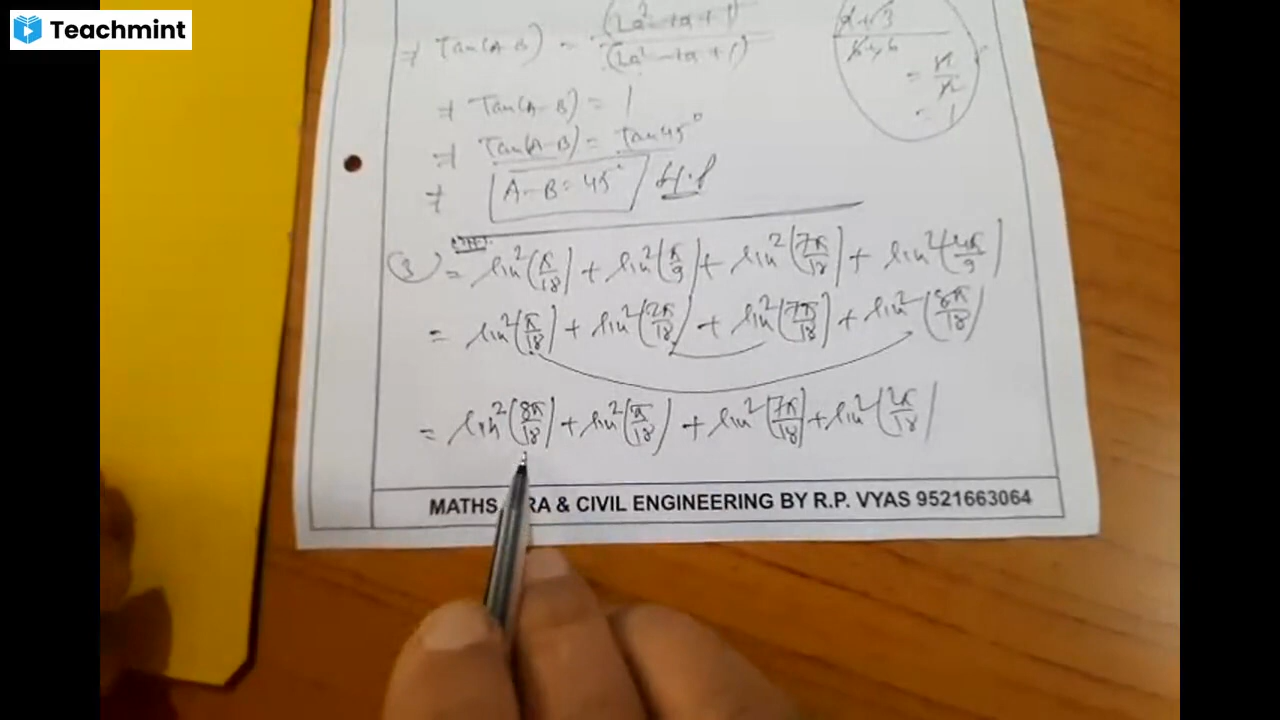 Teachmint
⇒ Tan(A-B) = (2a²-4a+1) / (2a²-4a+1)
⇒ Tan(A-B) = 1
⇒ Tan(A-B) = Tan45°
⇒ A-B = 45° H.P
(3) = sin²(π/18) + sin²(π/9) + sin²(7π/18) + sin²(4π/9)
= sin²(π/18) + sin²(2π/18) + sin²(7π/18) + sin²(8π/18)
= sin²(8π/18) + sin²(π/18) + sin²(7π/18) + sin²(2π/18)
MATHS & CIVIL ENGINEERING BY R.P. VYAS 9521663064